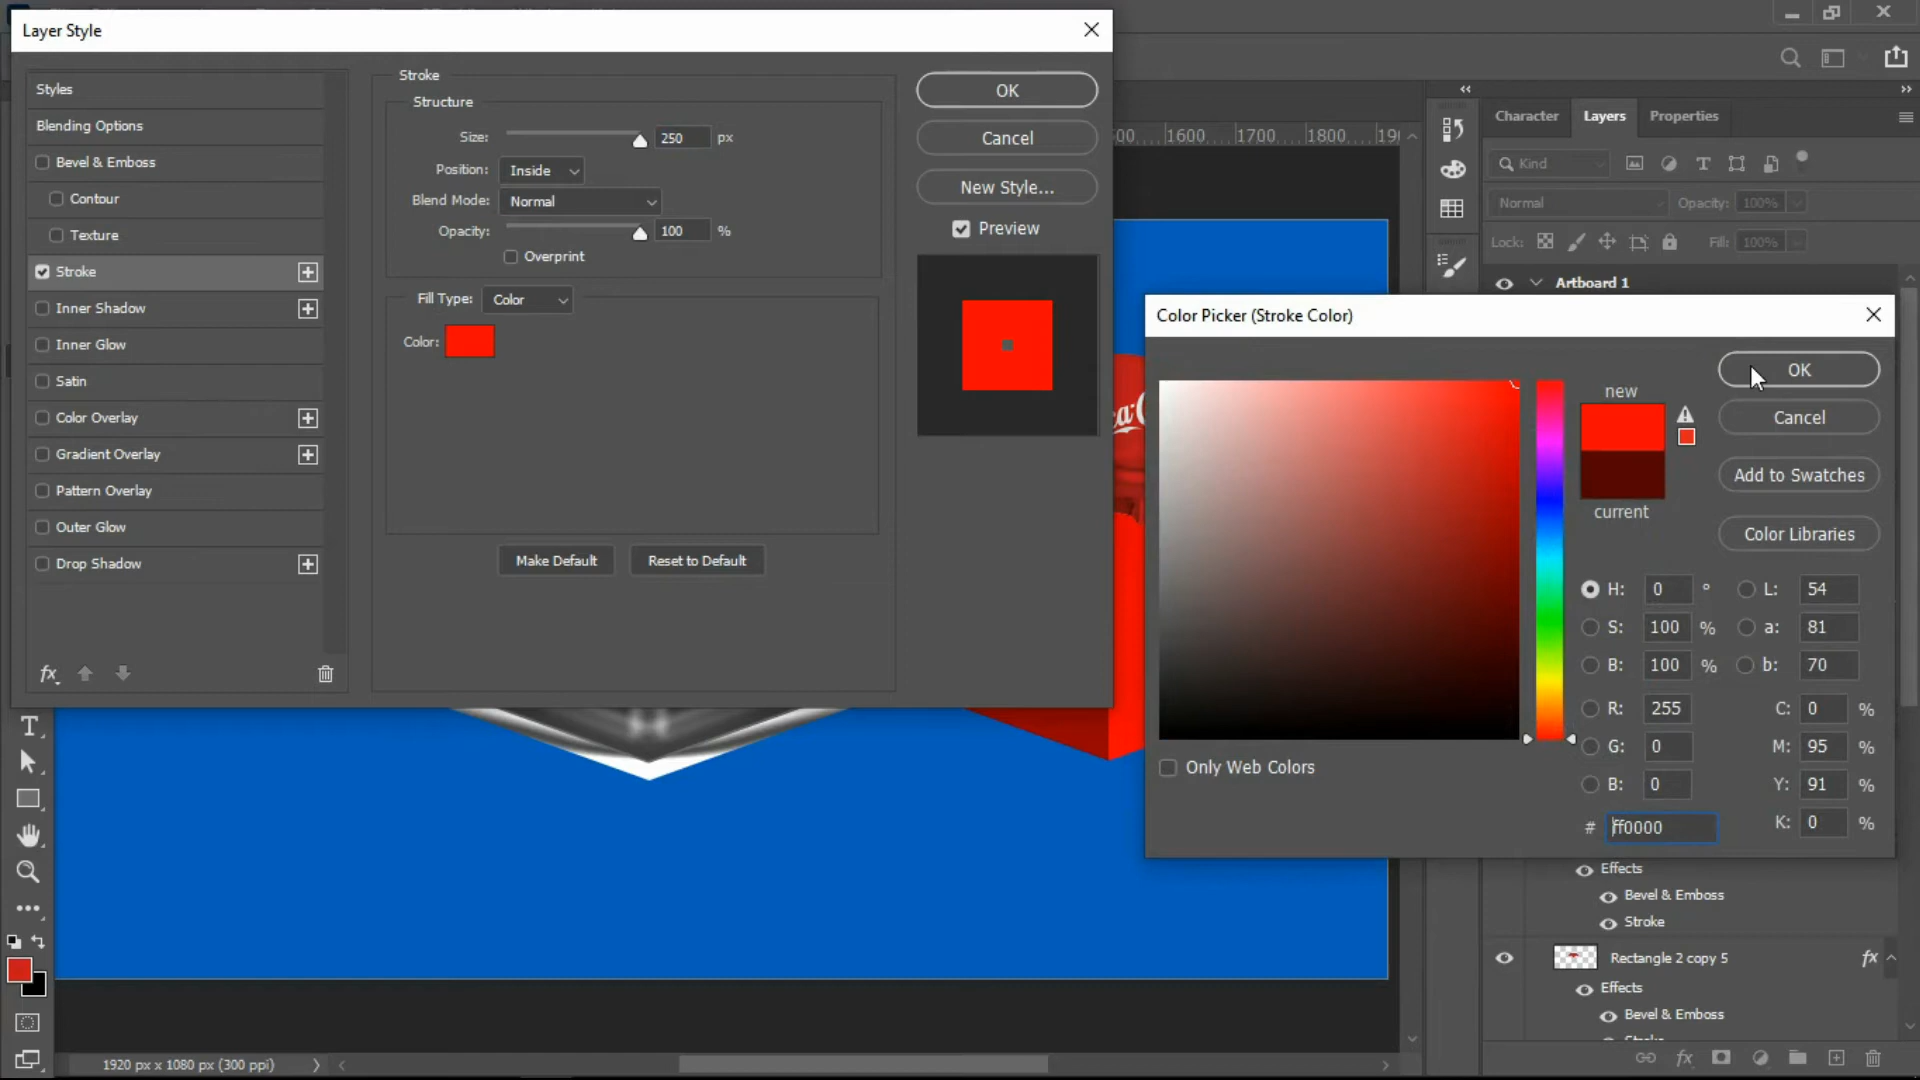 Layer Style
Styles
Blending Options
Bevel & Emboss
Contour
Texture
Stroke
Inner Shadow
Inner Glow
Satin
Color Overlay
Gradient Overlay
Pattern Overlay
Outer Glow
Drop Shadow
fx
Stroke
Structure
Size: 250 px
Position: Inside
Blend Mode: Normal
Opacity: 100 %
Overprint
Fill Type: Color
Color:
Make Default Reset to Default
OK
Cancel
New Style...
Preview
1600 1700 1800
Character Layers Properties
Kind
Normal Opacity: 100%
Lock: Fill: 100%
Artboard 1
Color Picker (Stroke Color)
new
current
OK
Cancel
Add to Swatches
Color Libraries
H: 0 °
S: 100 %
B: 100 %
R: 255
G: 0
B: 0
# ff0000
L: 54
a: 81
b: 70
C: 0 %
M: 95 %
Y: 91 %
K: 0 %
Only Web Colors
Effects
Bevel & Emboss
Stroke
Rectangle 2 copy 5 fx
Effects
Bevel & Emboss
Stroke
fx
T
1920 px x 1080 px (300 ppi)